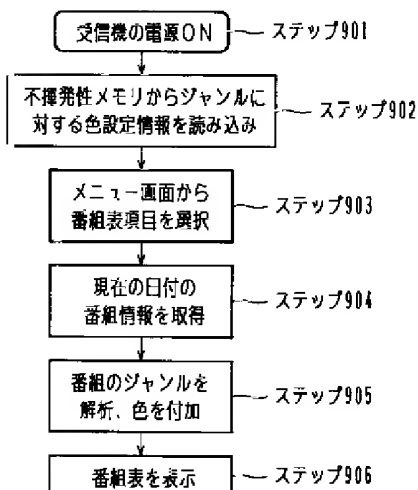 受信機の電源ON
ステップ901
不揮発性メモリからジャンルに
対する色設定情報を読み込み
ステップ902
メニュー画面から
番組表項目を選択
ステップ903
現在の日付の
番組情報を取得
ステップ904
番組のジャンルを
解析、色を付加
ステップ905
番組表を表示
ステップ906